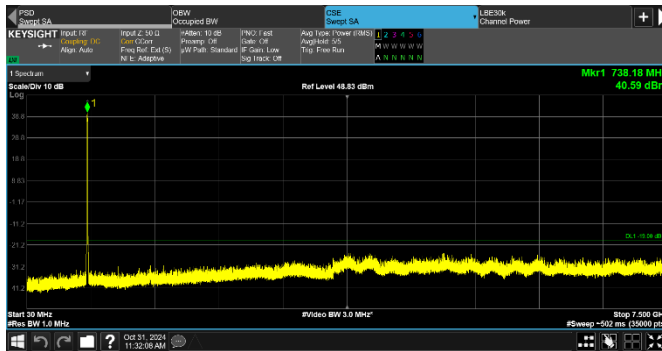 PSD
Swept SA
OBW
Occupied BW
CSE
Swept SA
LBE30k
Channel Power
KEYSIGHT
Input: RF
Coupling: DC
Align: Auto
Input Z: 50 Ω
Corr CCorr
Freq Ref: Ext (S)
NFE: Adaptive
#Atten: 10 dB
Preamp: Off
µW Path: Standard
PNO: Fast
Gate: Off
IF Gain: Low
Sig Track: Off
Avg Type: Power (RMS)
Avg|Hold: 5/5
Trig: Free Run
1 2 3 4 5 6
M W W W W W
A N N N N N
1 Spectrum
Scale/Div 10 dB
Log
Ref Level 48.83 dBm
Mkr1 738.18 MH
40.59 dBr
1
38.8
28.8
18.8
8.83
-1.17
-11.2
-21.2
-31.2
-41.2
Start 30 MHz
#Res BW 1.0 MHz
#Video BW 3.0 MHz*
Stop 7.500 GH
#Sweep ~502 ms (35000 pts
?
Oct 31, 2024
11:32:06 AM